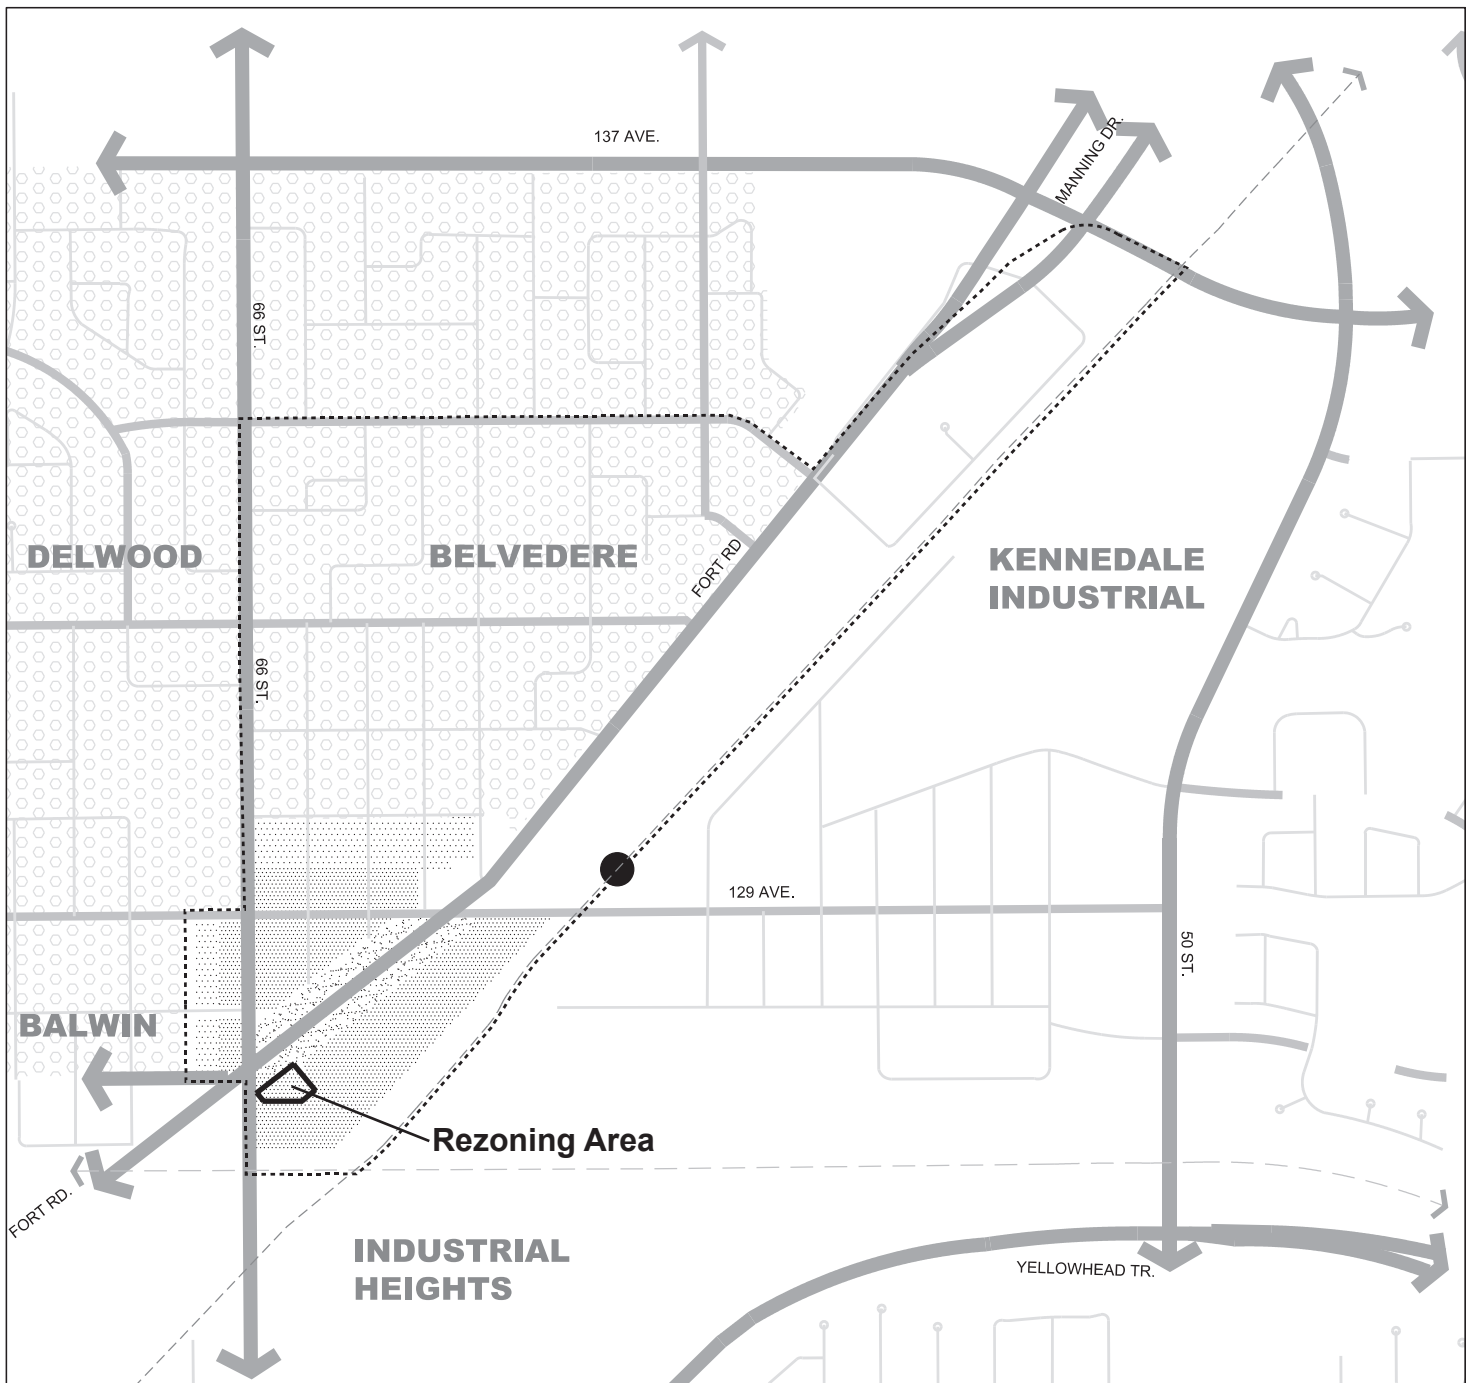 137 AVE.
MANNING DR.
66 ST.
DELWOOD
BELVEDERE
FORT RD
KENNEDALE
INDUSTRIAL
66 ST.
129 AVE.
50 ST.
BALWIN
Rezoning Area
FORT RD.
INDUSTRIAL
HEIGHTS
YELLOWHEAD TR.